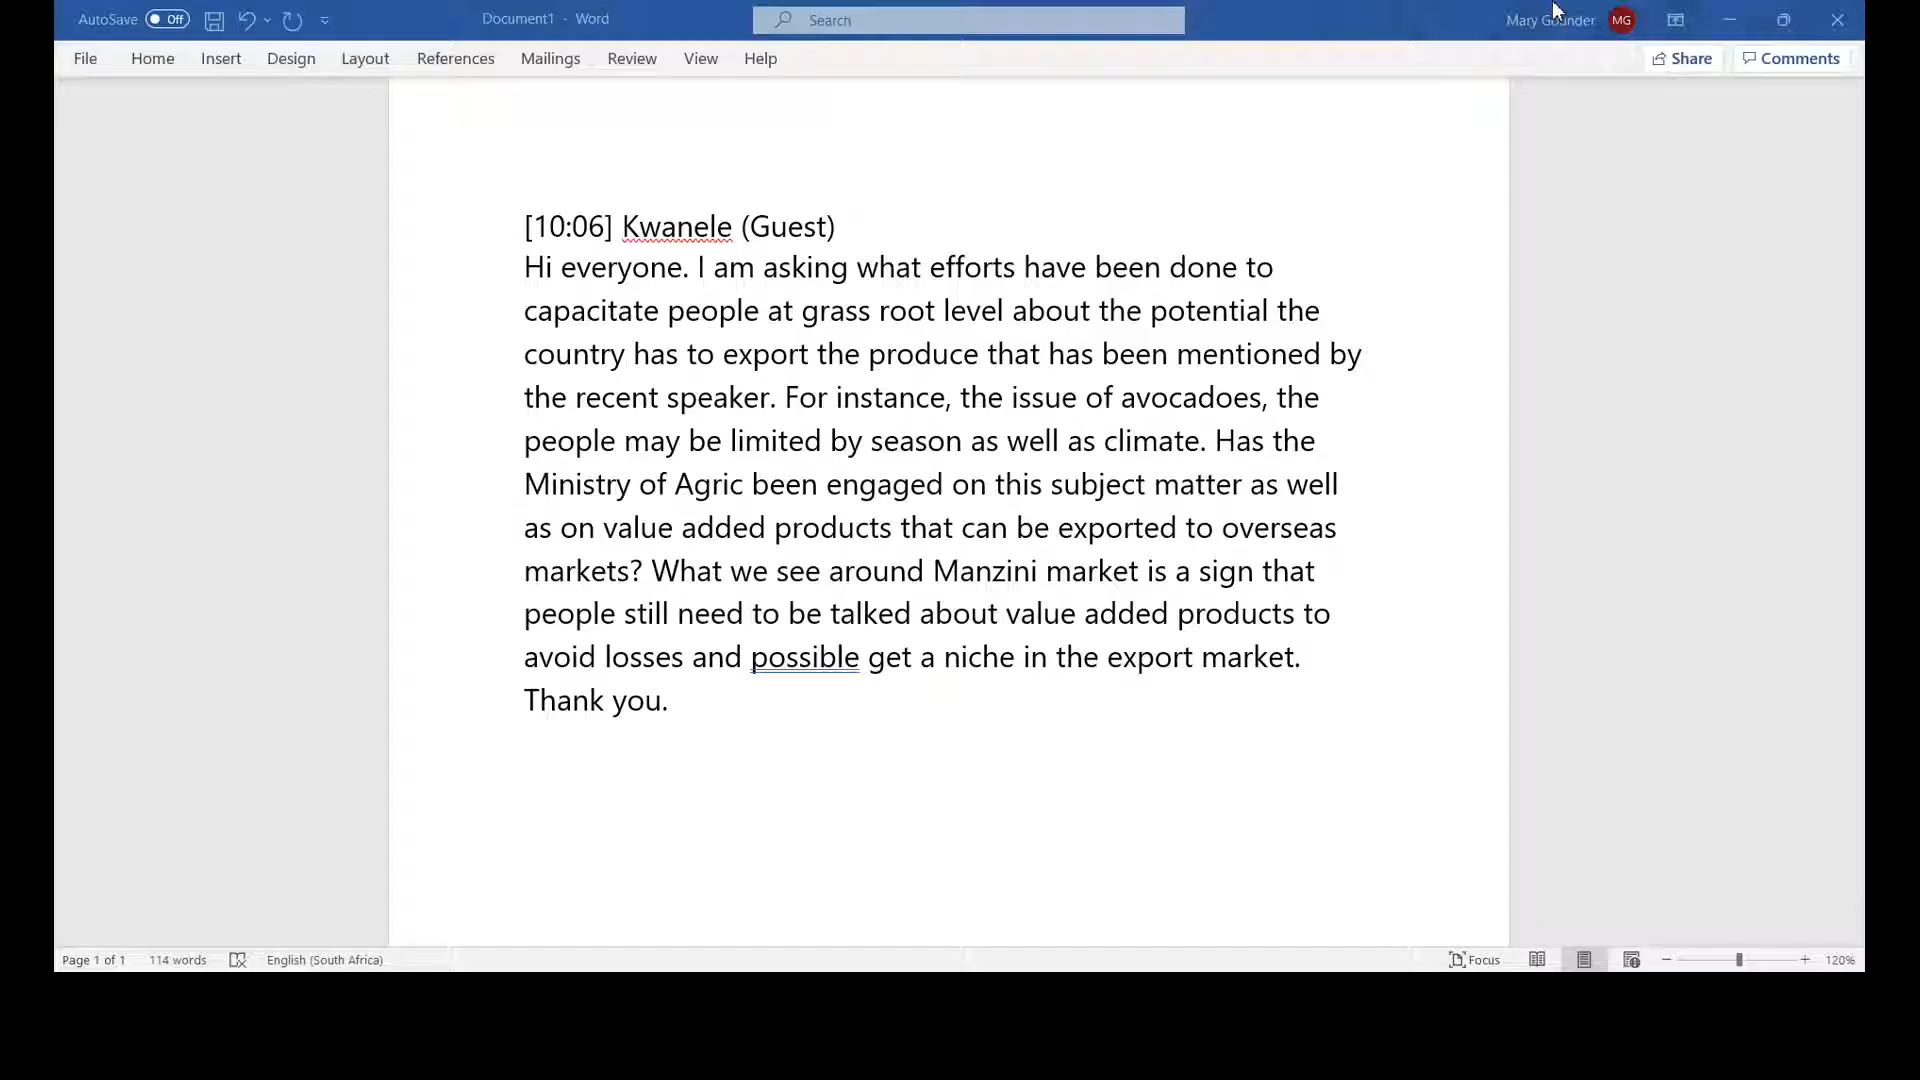 AutoSave Off Document1 - Word Search Mary Gounder MG
File Home Insert Design Layout References Mailings Review View Help Share Comments
[10:06] Kwanele (Guest)
Hi everyone. I am asking what efforts have been done to
capacitate people at grass root level about the potential the
country has to export the produce that has been mentioned by
the recent speaker. For instance, the issue of avocadoes, the
people may be limited by season as well as climate. Has the
Ministry of Agric been engaged on this subject matter as well
as on value added products that can be exported to overseas
markets? What we see around Manzini market is a sign that
people still need to be talked about value added products to
avoid losses and possible get a niche in the export market.
Thank you.
Page 1 of 1 114 words English (South Africa) Focus 120%